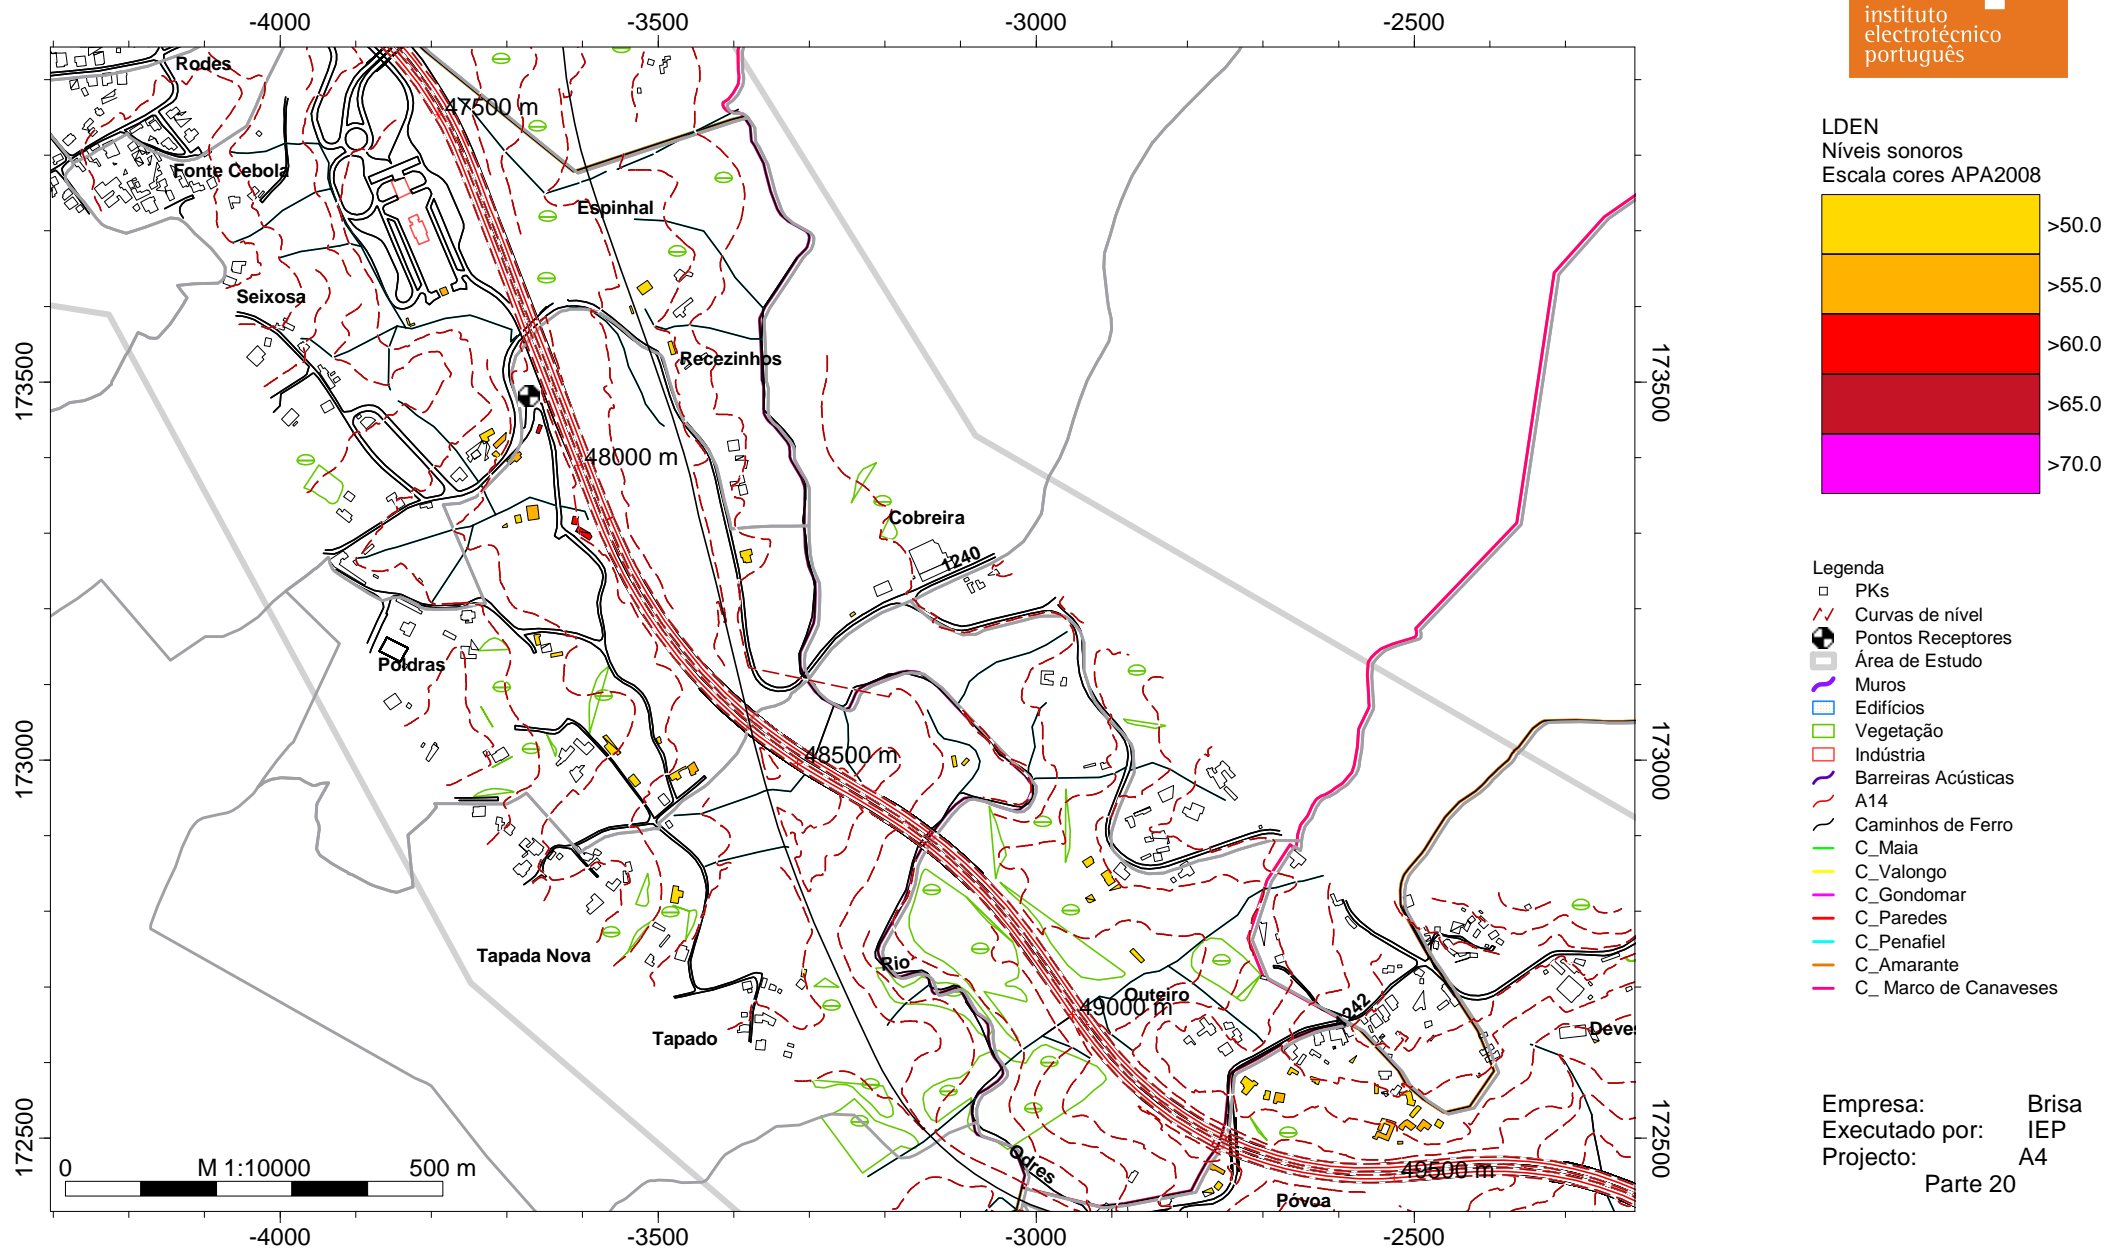 -4000
-3500
-3000
-2500
instituto
electrotécnico
português
Rodes
47500 m
Fonte Cebola
Espinhal
LDEN
Níveis sonoros
Escala cores APA2008
>50.0
>55.0
>60.0
>65.0
>70.0
Seixosa
Recezinhos
173500
173500
48000 m
Cobreira
1240
Poldras
Legenda
PKs
Curvas de nível
Pontos Receptores
Área de Estudo
Muros
Edifícios
Vegetação
Indústria
Barreiras Acústicas
A14
Caminhos de Ferro
C_Maia
C_Valongo
C_Gondomar
C_Paredes
C_Penafiel
C_Amarante
C_ Marco de Canaveses
173000
173000
48500 m
Tapada Nova
Rio
Outeiro
49000 m
1242
Tapado
Deves
172500
172500
Odres
49500 m
Póvoa
0
M 1:10000
500 m
Empresa: Brisa
Executado por: IEP
Projecto: A4
Parte 20
-4000
-3500
-3000
-2500